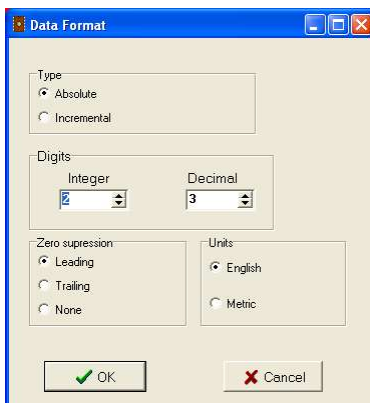 Data Format
Type
Absolute
Incremental
Digits
Integer Decimal
2 3
Zero supression Units
Leading
English
Trailing
Metric
None
OK Cancel